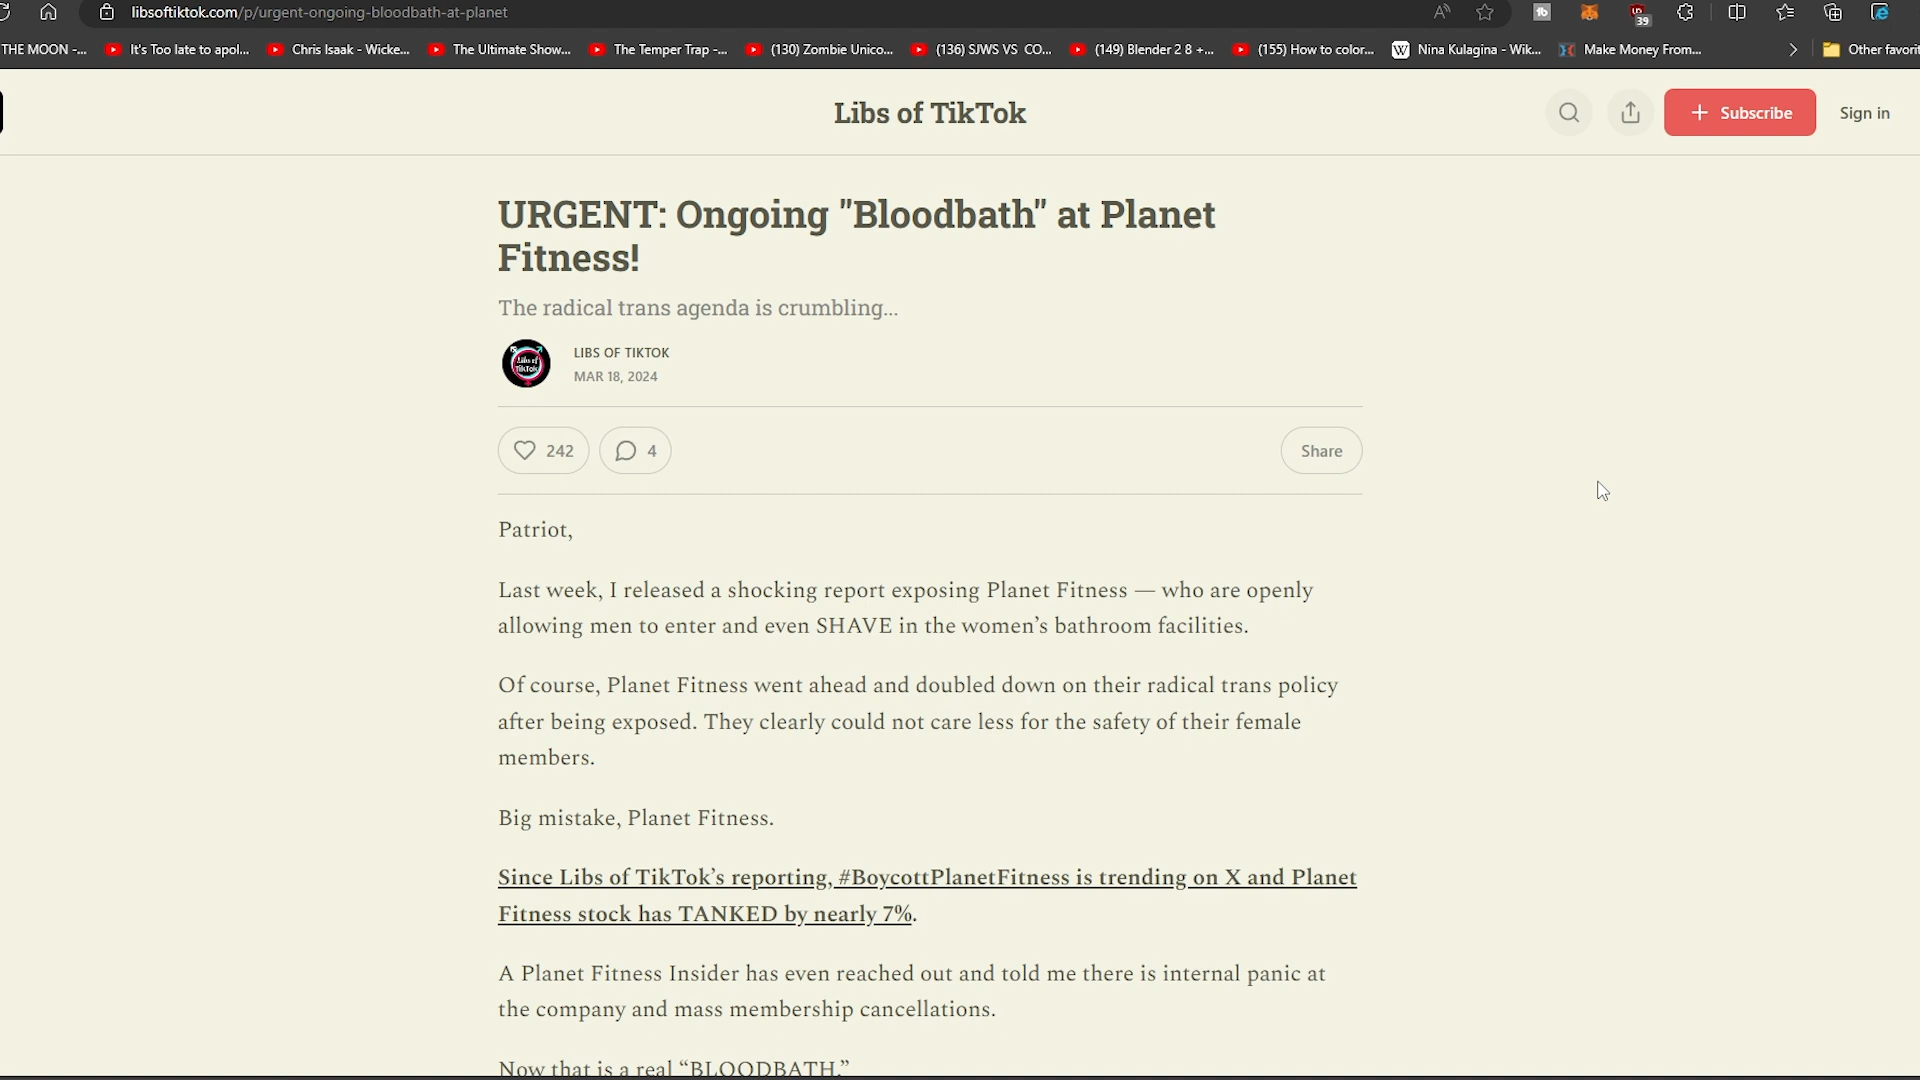 libsoftiktok.com/p/urgent-ongoing-bloodbath-at-planet
39
THE MOON -... It's Too late to apol... Chris Isaak - Wicke... The Ultimate Show... The Temper Trap -... (130) Zombie Unico... (136) SJWS VS CO... (149) Blender 2 8 +... (155) How to color... Nina Kulagina - Wik... Make Money From... Other favorit
Libs of TikTok
Subscribe
Sign in
URGENT: Ongoing "Bloodbath" at Planet
Fitness!
The radical trans agenda is crumbling...
LIBS OF TIKTOK
MAR 18, 2024
242 4 Share
Patriot,
Last week, I released a shocking report exposing Planet Fitness — who are openly
allowing men to enter and even SHAVE in the women’s bathroom facilities.
Of course, Planet Fitness went ahead and doubled down on their radical trans policy
after being exposed. They clearly could not care less for the safety of their female
members.
Big mistake, Planet Fitness.
Since Libs of TikTok’s reporting, #BoycottPlanetFitness is trending on X and Planet
Fitness stock has TANKED by nearly 7%.
A Planet Fitness Insider has even reached out and told me there is internal panic at
the company and mass membership cancellations.
Now that is a real “BLOODBATH.”